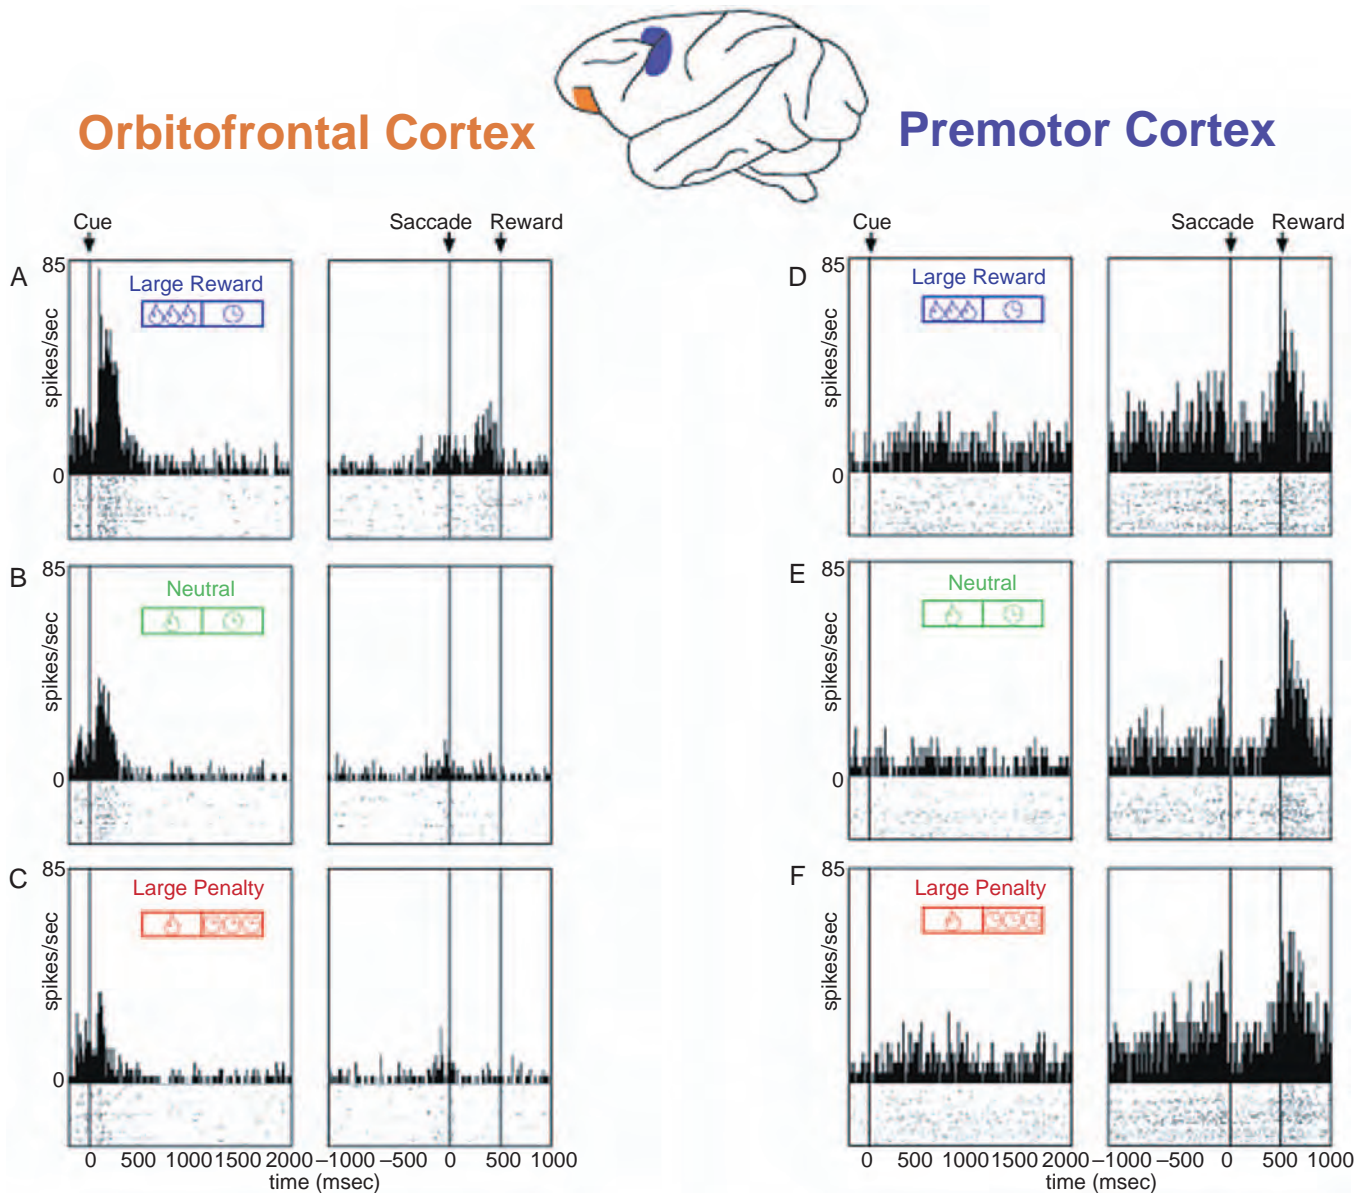 Orbitofrontal Cortex
Premotor Cortex
Cue
Saccade
Reward
Cue
Saccade
Reward
A
85
spikes/sec
0
Large Reward
D
85
spikes/sec
0
Large Reward
B
85
spikes/sec
0
Neutral
E
85
spikes/sec
0
Neutral
C
85
spikes/sec
0
Large Penalty
F
85
spikes/sec
0
Large Penalty
0 500 1000 1500 2000 –1000 –500 0 500 1000
time (msec)
0 500 1000 1500 2000 –1000 –500 0 500 1000
time (msec)